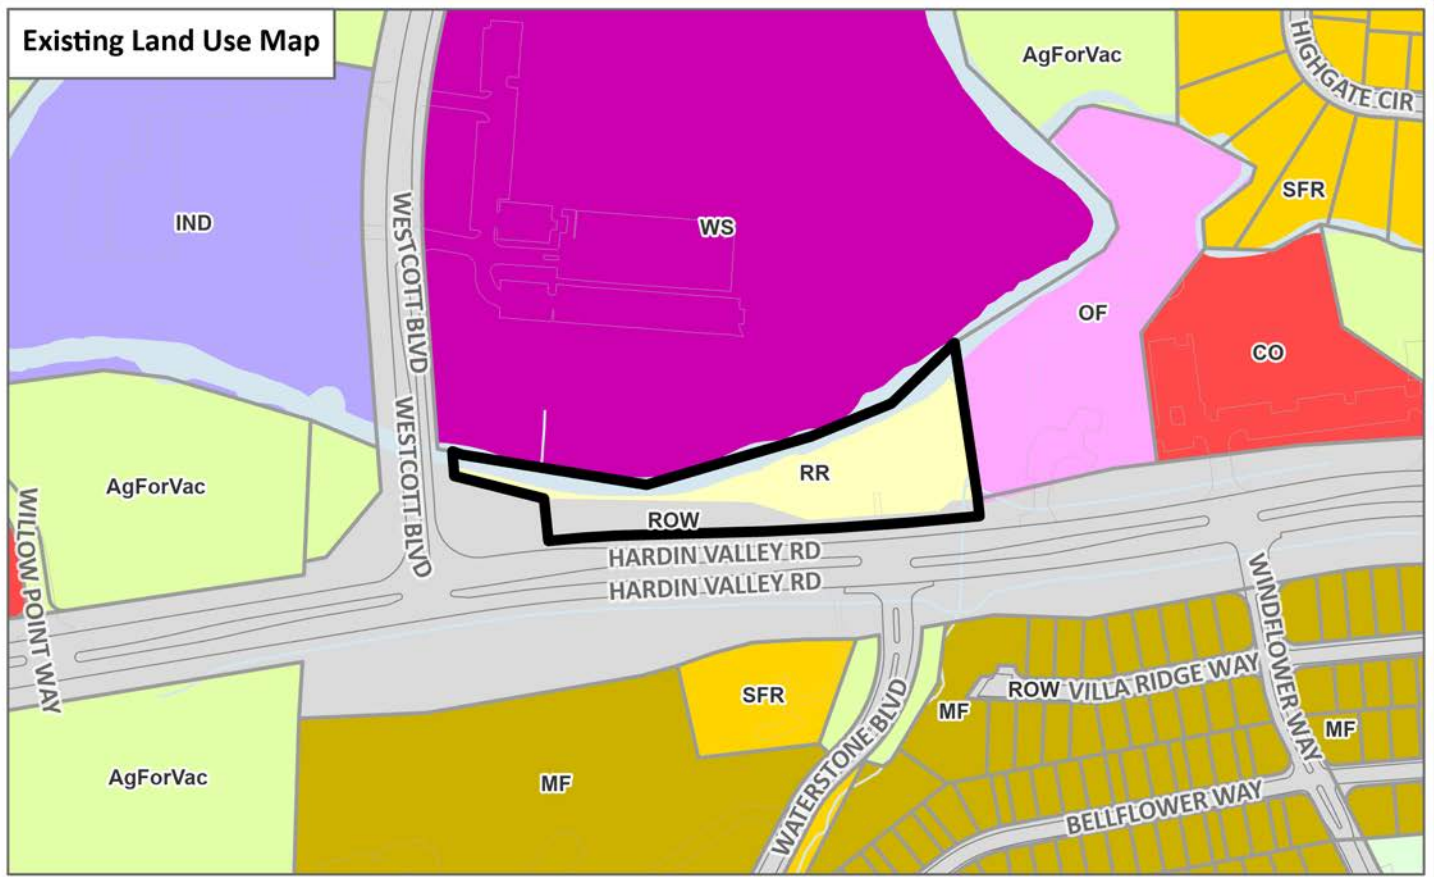 Existing Land Use Map
AgForVac
HIGHGATE CIR
SFR
IND
WESTCOTT BLVD
WS
OF
CO
WESTCOTT BLVD
AgForVac
RR
ROW
HARDIN VALLEY RD
HARDIN VALLEY RD
WILLOW POINT WAY
WINDFLOWER WAY
SFR
ROW
VILLA RIDGE WAY
MF
MF
AgForVac
MF
WATERSTONE BLVD
BELLFLOWER WAY